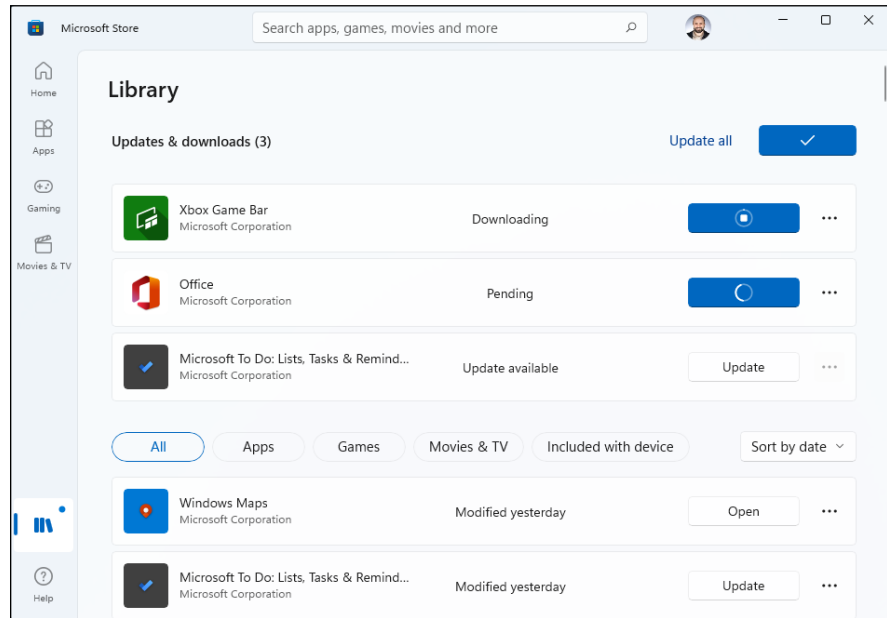 Microsoft Store
Search apps, games, movies and more
Home
Apps
Gaming
Movies & TV
Help
Library
Updates & downloads (3)
Update all
Xbox Game Bar
Microsoft Corporation
Downloading
Office
Microsoft Corporation
Pending
Microsoft To Do: Lists, Tasks & Remind...
Microsoft Corporation
Update available
Update
All
Apps
Games
Movies & TV
Included with device
Sort by date
Windows Maps
Microsoft Corporation
Modified yesterday
Open
Microsoft To Do: Lists, Tasks & Remind...
Microsoft Corporation
Modified yesterday
Update